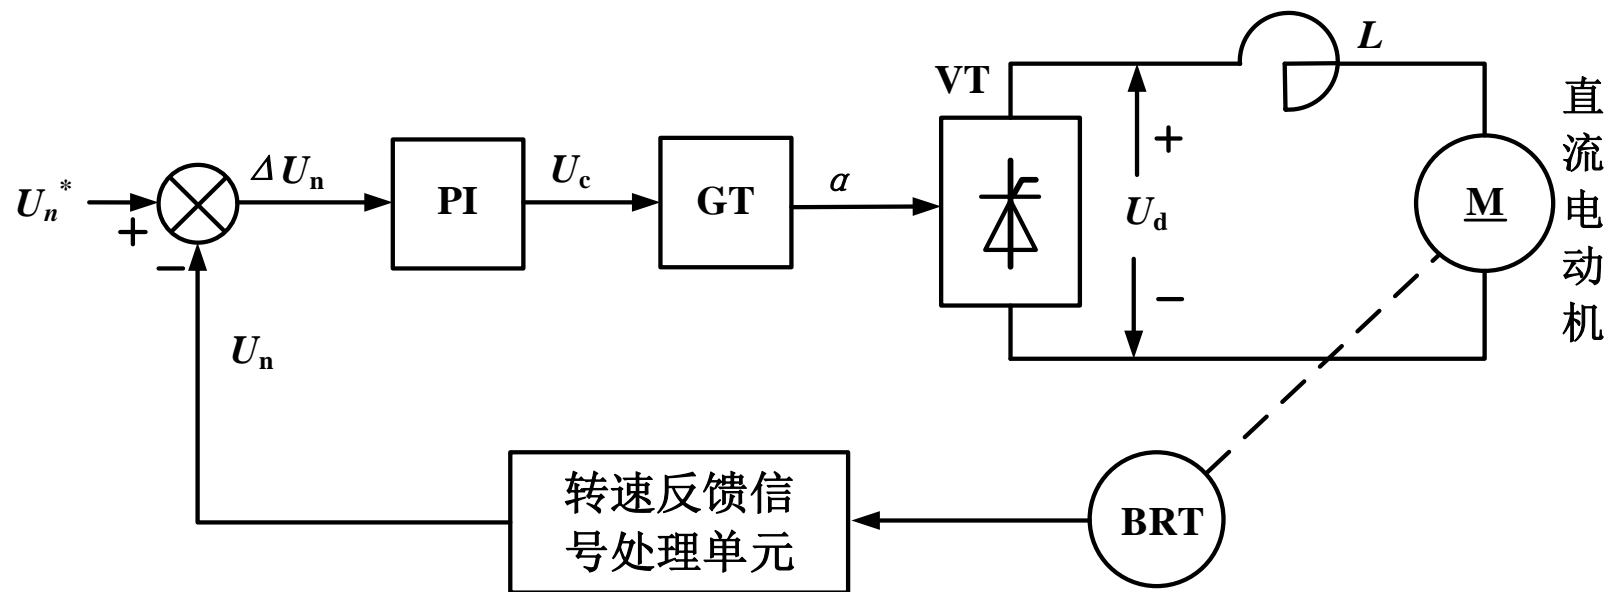 Un*
+
−
ΔUn
PI
Uc
GT
α
VT
+
Ud
−
L
M
直流电动机
Un
转速反馈信
号处理单元
BRT